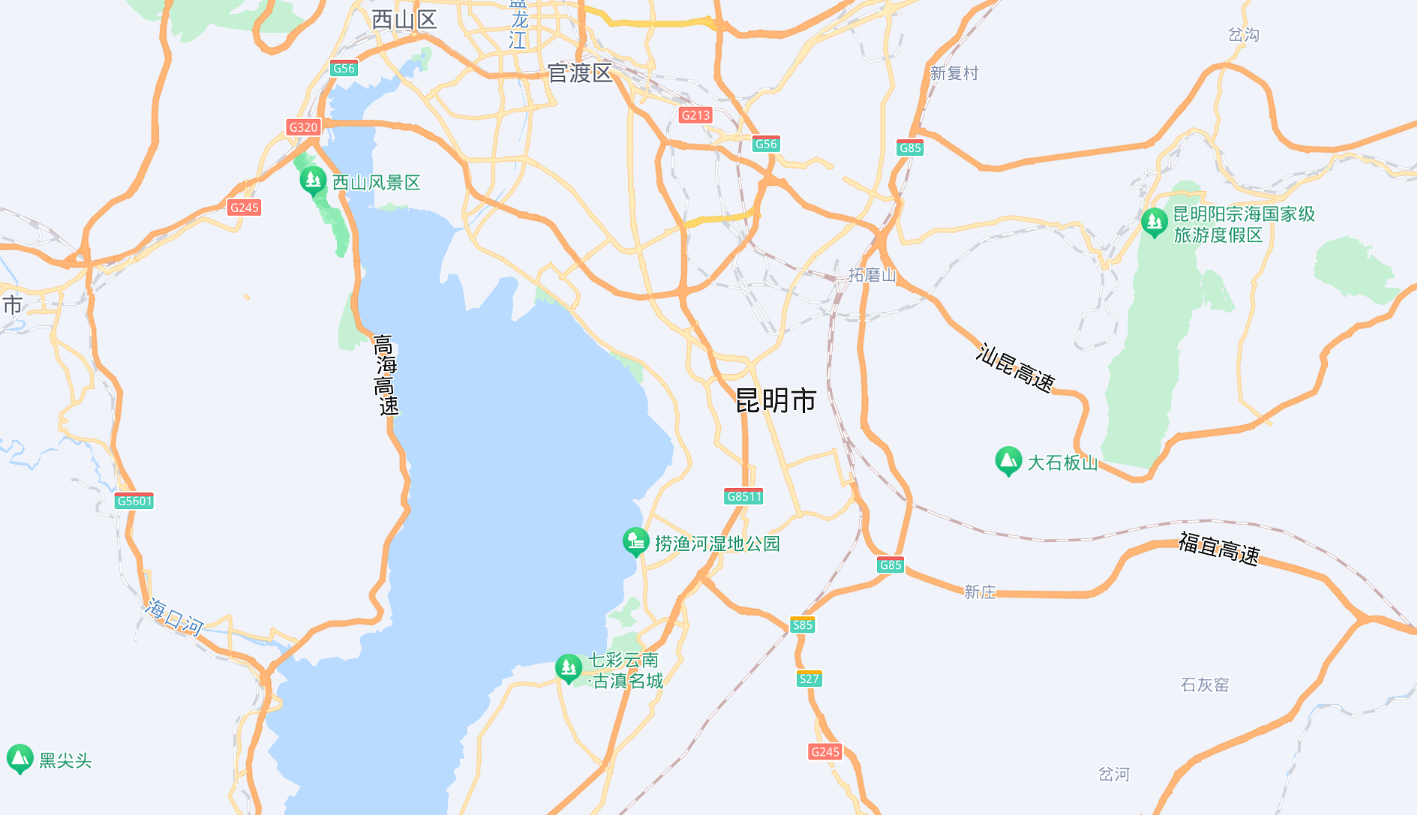 西山区
盘龙江
官渡区
G56
G213
G56
G85
新复村
岔沟
G320
西山风景区
G245
昆明阳宗海国家级
旅游度假区
市
拓磨山
高海高速
汕昆高速
昆明市
大石板山
G5601
G8511
捞渔河湿地公园
福宜高速
G85
新庄
海口河
S85
七彩云南
·古滇名城
S27
石灰窑
G245
黑尖头
岔河